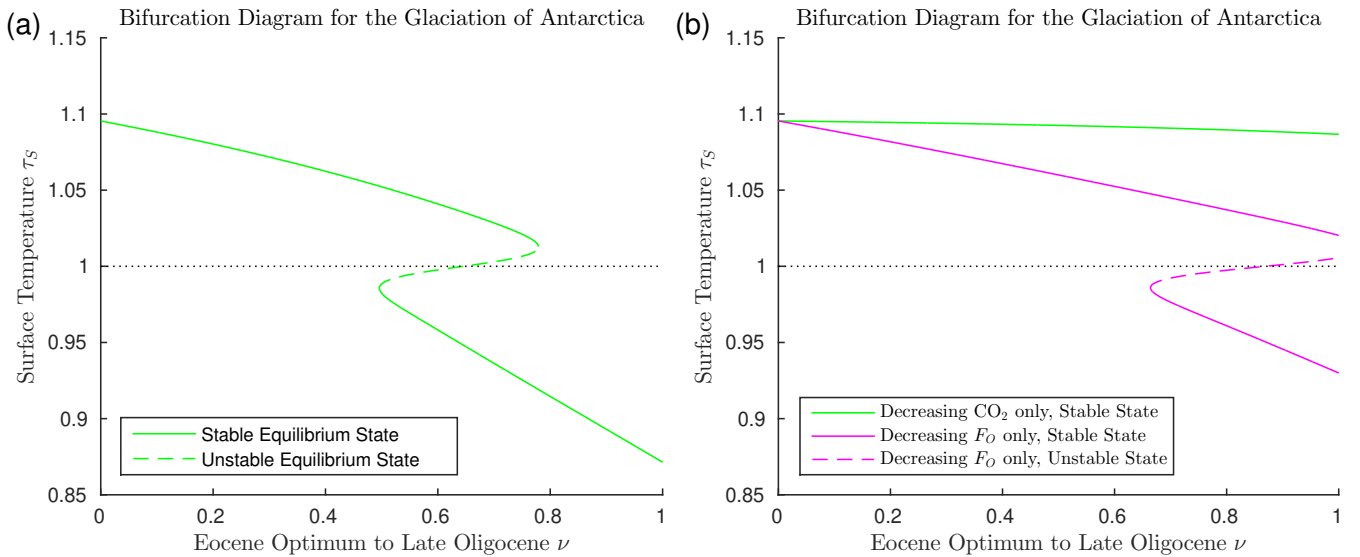 (a)
Bifurcation Diagram for the Glaciation of Antarctica
1.15
1.1
1.05
1
0.95
0.9
0.85
Surface Temperature τ_S
Stable Equilibrium State
Unstable Equilibrium State
0 0.2 0.4 0.6 0.8 1
Eocene Optimum to Late Oligocene ν
(b)
Bifurcation Diagram for the Glaciation of Antarctica
1.15
1.1
1.05
1
0.95
0.9
0.85
Surface Temperature τ_S
Decreasing CO₂ only, Stable State
Decreasing F_O only, Stable State
Decreasing F_O only, Unstable State
0 0.2 0.4 0.6 0.8 1
Eocene Optimum to Late Oligocene ν